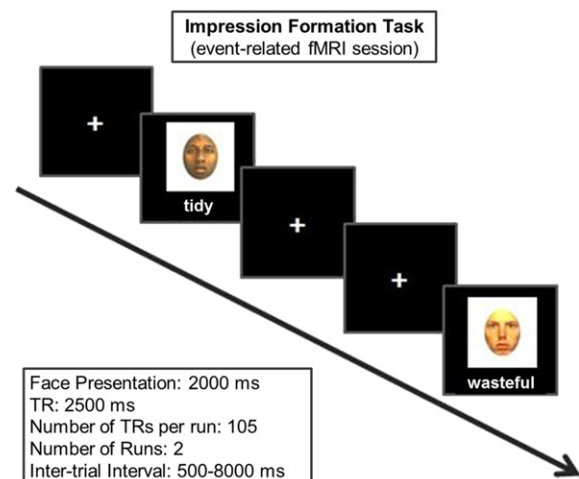 Impression Formation Task
(event-related fMRI session)
+
tidy
+
+
wasteful
Face Presentation: 2000 ms
TR: 2500 ms
Number of TRs per run: 105
Number of Runs: 2
Inter-trial Interval: 500-8000 ms